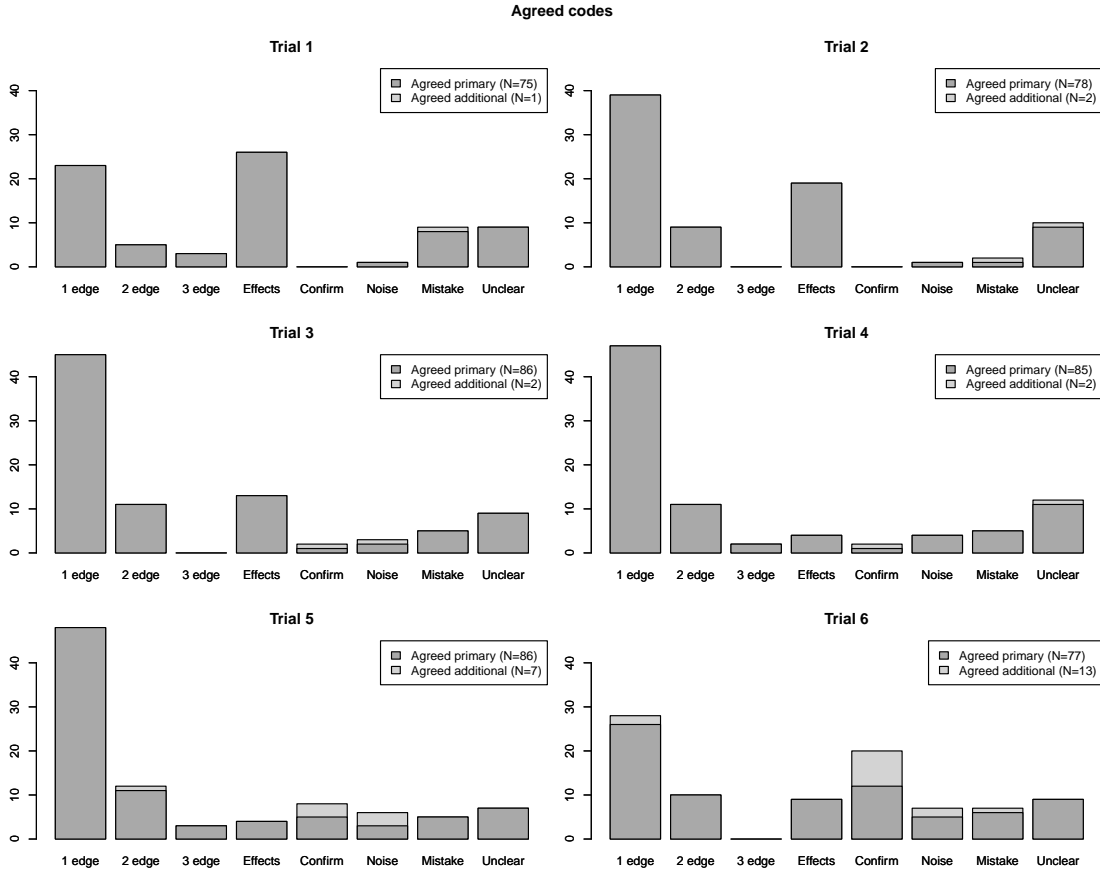 Agreed codes
Trial 1
Agreed primary (N=75)
Agreed additional (N=1)
0 10 20 30 40
1 edge 2 edge 3 edge Effects Confirm Noise Mistake Unclear
Trial 2
Agreed primary (N=78)
Agreed additional (N=2)
0 10 20 30 40
1 edge 2 edge 3 edge Effects Confirm Noise Mistake Unclear
Trial 3
Agreed primary (N=86)
Agreed additional (N=2)
0 10 20 30 40
1 edge 2 edge 3 edge Effects Confirm Noise Mistake Unclear
Trial 4
Agreed primary (N=85)
Agreed additional (N=2)
0 10 20 30 40
1 edge 2 edge 3 edge Effects Confirm Noise Mistake Unclear
Trial 5
Agreed primary (N=86)
Agreed additional (N=7)
0 10 20 30 40
1 edge 2 edge 3 edge Effects Confirm Noise Mistake Unclear
Trial 6
Agreed primary (N=77)
Agreed additional (N=13)
0 10 20 30 40
1 edge 2 edge 3 edge Effects Confirm Noise Mistake Unclear